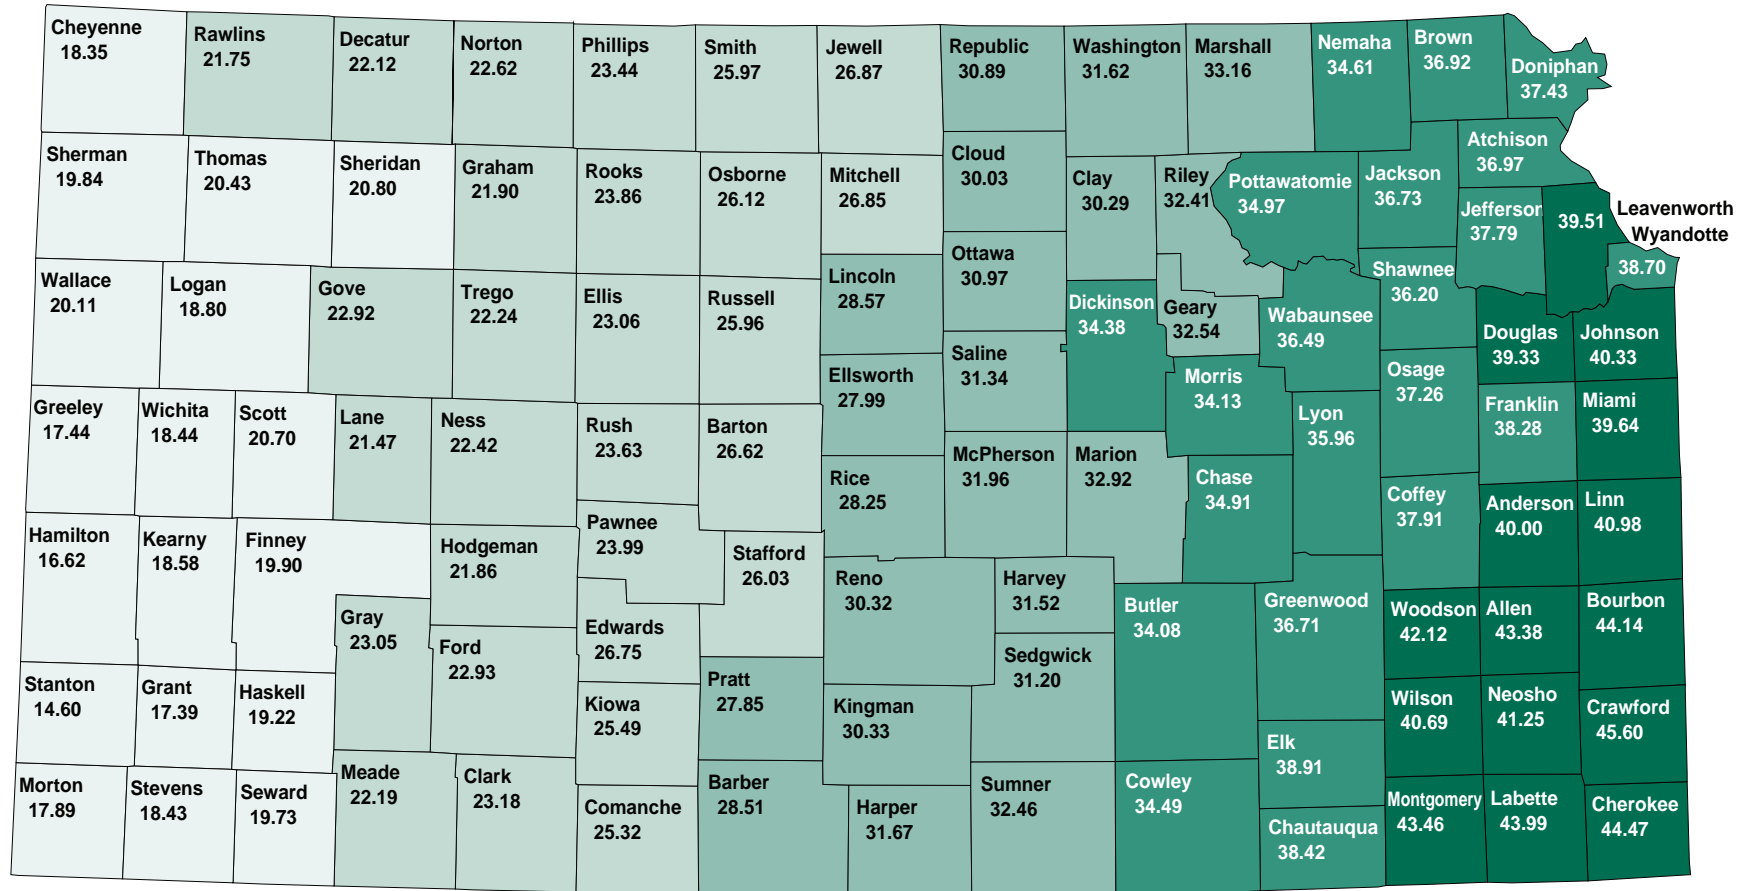 Cheyenne
18.35
Rawlins
21.75
Decatur
22.12
Norton
22.62
Phillips
23.44
Smith
25.97
Jewell
26.87
Republic
30.89
Washington
31.62
Marshall
33.16
Nemaha
34.61
Brown
36.92
Doniphan
37.43
Sherman
19.84
Thomas
20.43
Sheridan
20.80
Graham
21.90
Rooks
23.86
Osborne
26.12
Mitchell
26.85
Cloud
30.03
Clay
30.29
Riley
32.41
Pottawatomie
34.97
Jackson
36.73
Atchison
36.97
Jefferson
37.79
39.51
Leavenworth
Wyandotte
38.70
Wallace
20.11
Logan
18.80
Gove
22.92
Trego
22.24
Ellis
23.06
Russell
25.96
Lincoln
28.57
Ottawa
30.97
Dickinson
34.38
Geary
32.54
Wabaunsee
36.49
Shawnee
36.20
Douglas
39.33
Johnson
40.33
Ellsworth
27.99
Saline
31.34
Morris
34.13
Osage
37.26
Franklin
38.28
Miami
39.64
Greeley
17.44
Wichita
18.44
Scott
20.70
Lane
21.47
Ness
22.42
Rush
23.63
Barton
26.62
Rice
28.25
McPherson
31.96
Marion
32.92
Chase
34.91
Lyon
35.96
Coffey
37.91
Anderson
40.00
Linn
40.98
Hamilton
16.62
Kearny
18.58
Finney
19.90
Hodgeman
21.86
Pawnee
23.99
Stafford
26.03
Reno
30.32
Harvey
31.52
Butler
34.08
Greenwood
36.71
Woodson
42.12
Allen
43.38
Bourbon
44.14
Gray
23.05
Ford
22.93
Edwards
26.75
Sedgwick
31.20
Stanton
14.60
Grant
17.39
Haskell
19.22
Kiowa
25.49
Pratt
27.85
Kingman
30.33
Wilson
40.69
Neosho
41.25
Crawford
45.60
Elk
38.91
Morton
17.89
Stevens
18.43
Seward
19.73
Meade
22.19
Clark
23.18
Comanche
25.32
Barber
28.51
Harper
31.67
Sumner
32.46
Cowley
34.49
Chautauqua
38.42
Montgomery
43.46
Labette
43.99
Cherokee
44.47